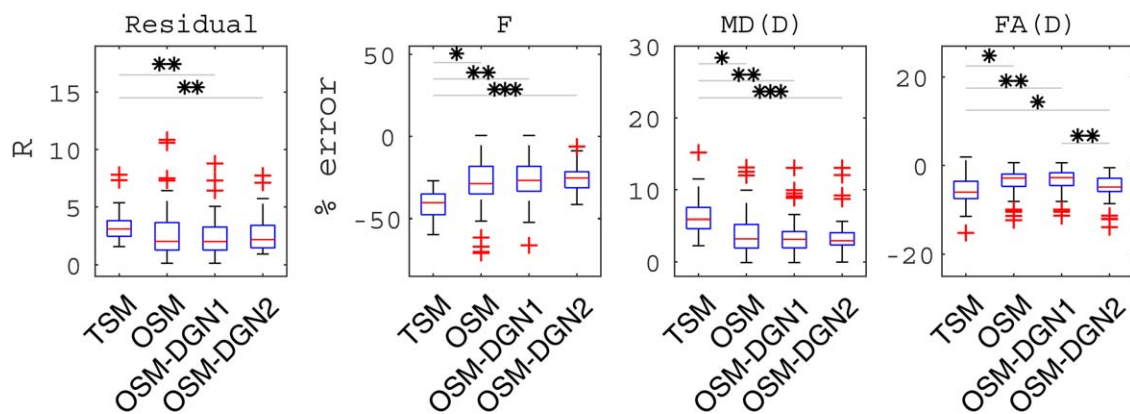 Residual F MD(D) FA(D)
R
15
10
5
0
**
**
TSM
OSM
OSM-DGN1
OSM-DGN2
% error
50
0
-50
*
**
***
TSM
OSM
OSM-DGN1
OSM-DGN2
30
20
10
0
*
**
***
TSM
OSM
OSM-DGN1
OSM-DGN2
20
0
-20
*
**
*
**
TSM
OSM
OSM-DGN1
OSM-DGN2